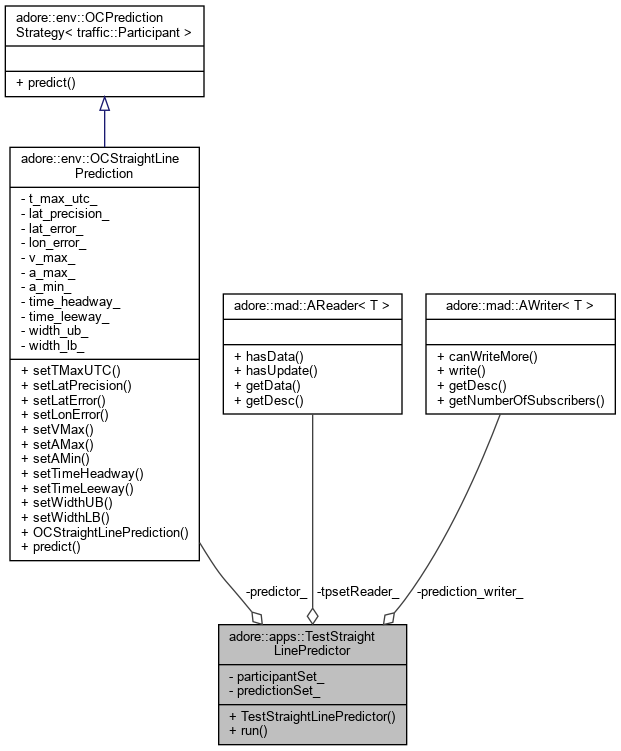 adore::env::OCPrediction
Strategy< traffic::Participant >
+ predict()
adore::env::OCStraightLine
Prediction
- t_max_utc_
- lat_precision_
- lat_error_
- lon_error_
- v_max_
- a_max_
- a_min_
- time_headway_
- time_leeway_
- width_ub_
- width_lb_
+ setTMaxUTC()
+ setLatPrecision()
+ setLatError()
+ setLonError()
+ setVMax()
+ setAMax()
+ setAMin()
+ setTimeHeadway()
+ setTimeLeeway()
+ setWidthUB()
+ setWidthLB()
+ OCStraightLinePrediction()
+ predict()
adore::mad::AReader< T >
+ hasData()
+ hasUpdate()
+ getData()
+ getDesc()
adore::mad::AWriter< T >
+ canWriteMore()
+ write()
+ getDesc()
+ getNumberOfSubscribers()
-predictor_
-tpsetReader_
-prediction_writer_
adore::apps::TestStraight
LinePredictor
- participantSet_
- predictionSet_
+ TestStraightLinePredictor()
+ run()